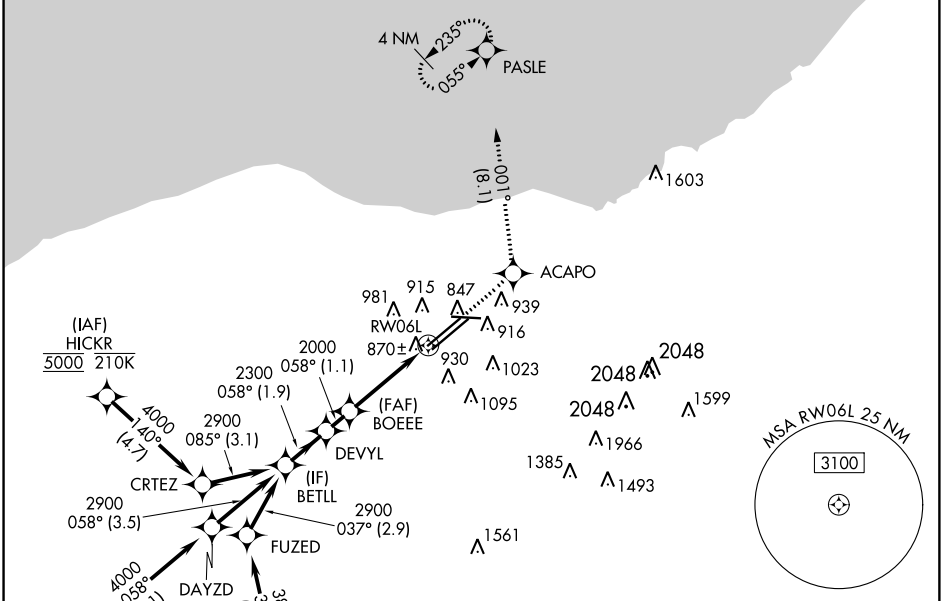 4 NM
235°
055°
PASLE
001°
(8.1)
1603
ACAPO
981
915
847
939
RW06L
916
870±
(IAF)
HICKR
5000 210K
2000
058° (1.1)
930
1023
2048
2048
2300
058° (1.9)
1095
2048
1599
(FAF)
BOEEE
4000
140°
(4.7)
2900
085° (3.1)
DEVYL
1966
MSA RW06L 25 NM
3100
CRTEZ
(IF)
BETLL
1385
1493
2900
058° (3.5)
2900
037° (2.9)
FUZED
1561
DAYZD
4000
058°